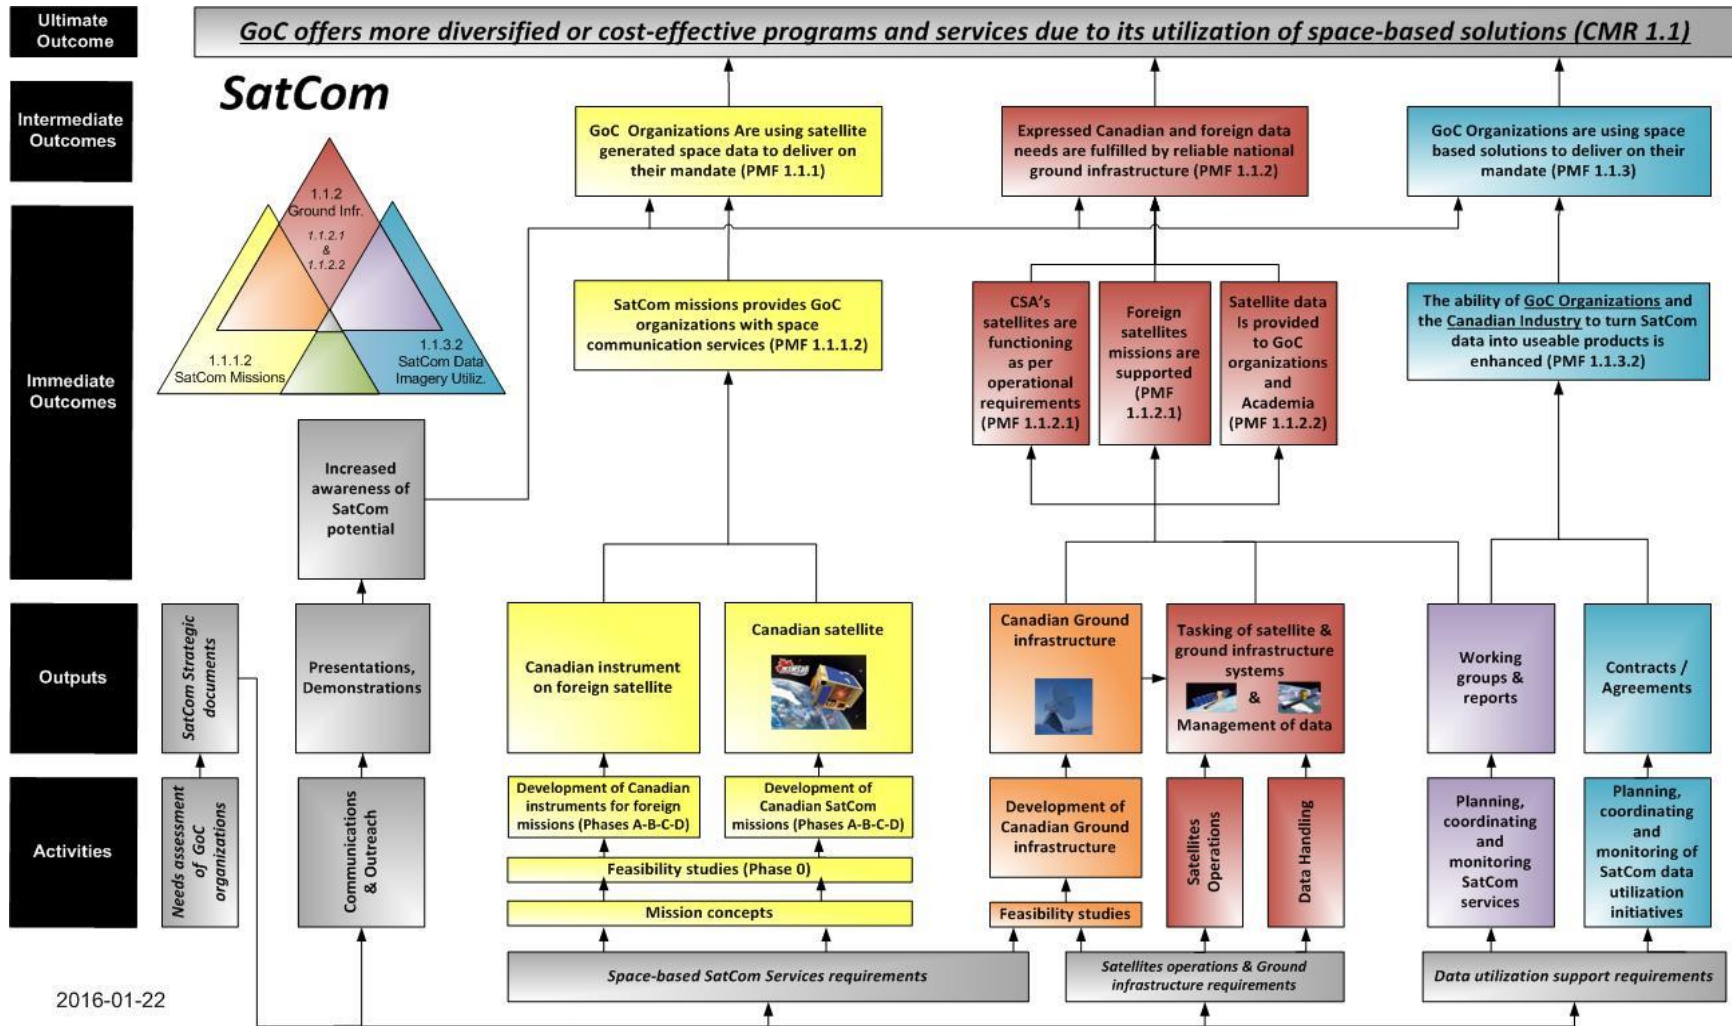 Ultimate
Outcome
GoC offers more diversified or cost-effective programs and services due to its utilization of space-based solutions (CMR 1.1)
SatCom
Intermediate
Outcomes
GoC Organizations Are using satellite
generated space data to deliver on
their mandate (PMF 1.1.1)
Expressed Canadian and foreign data
needs are fulfilled by reliable national
ground infrastructure (PMF 1.1.2)
GoC Organizations are using space
based solutions to deliver on their
mandate (PMF 1.1.3)
1.1.2
Ground Infr.
1.1.2.1
&
1.1.2.2
1.1.1.2
SatCom Missions
1.1.3.2
SatCom Data
Imagery Utiliz.
Immediate
Outcomes
SatCom missions provides GoC
organizations with space
communication services (PMF 1.1.1.2)
CSA's
satellites are
functioning
as per
operational
requirements
(PMF 1.1.2.1)
Foreign
satellites
missions are
supported
(PMF
1.1.2.1)
Satellite data
Is provided
to GoC
organizations
and
Academia
(PMF 1.1.2.2)
The ability of GoC Organizations and
the Canadian Industry to turn SatCom
data into useable products is
enhanced (PMF 1.1.3.2)
Increased
awareness of
SatCom
potential
Outputs
SatCom Strategic
documents
Presentations,
Demonstrations
Canadian instrument
on foreign satellite
Canadian satellite
Canadian Ground
infrastructure
Tasking of satellite &
ground infrastructure
systems
&
Management of data
Working
groups &
reports
Contracts /
Agreements
Activities
Needs assessment
of GoC
organizations
Communications
& Outreach
Development of Canadian
instruments for foreign
missions (Phases A-B-C-D)
Development of
Canadian SatCom
missions (Phases A-B-C-D)
Feasibility studies (Phase 0)
Mission concepts
Development of
Canadian Ground
infrastructure
Feasibility studies
Satellites
Operations
Data Handling
Planning,
coordinating
and
monitoring
SatCom
services
Planning,
coordinating
and
monitoring of
SatCom data
utilization
initiatives
Space-based SatCom Services requirements
Satellites operations & Ground
infrastructure requirements
Data utilization support requirements
2016-01-22